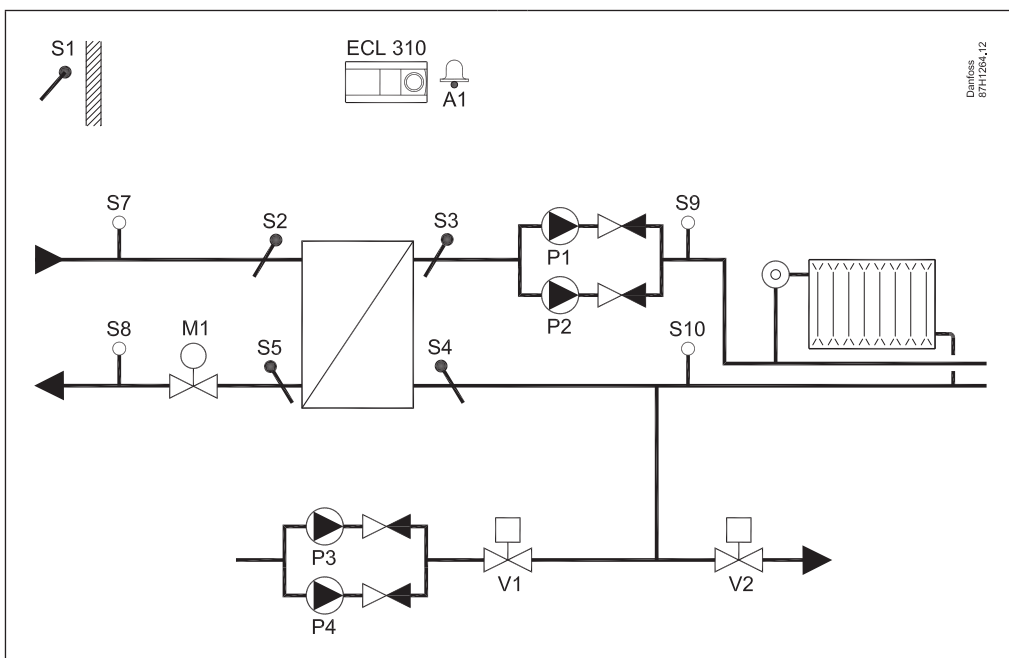 S1
ECL 310
A1
Danfoss
87H1264.12
S7
S2
S3
P1
S9
P2
S8
M1
S5
S4
S10
P3
V1
V2
P4